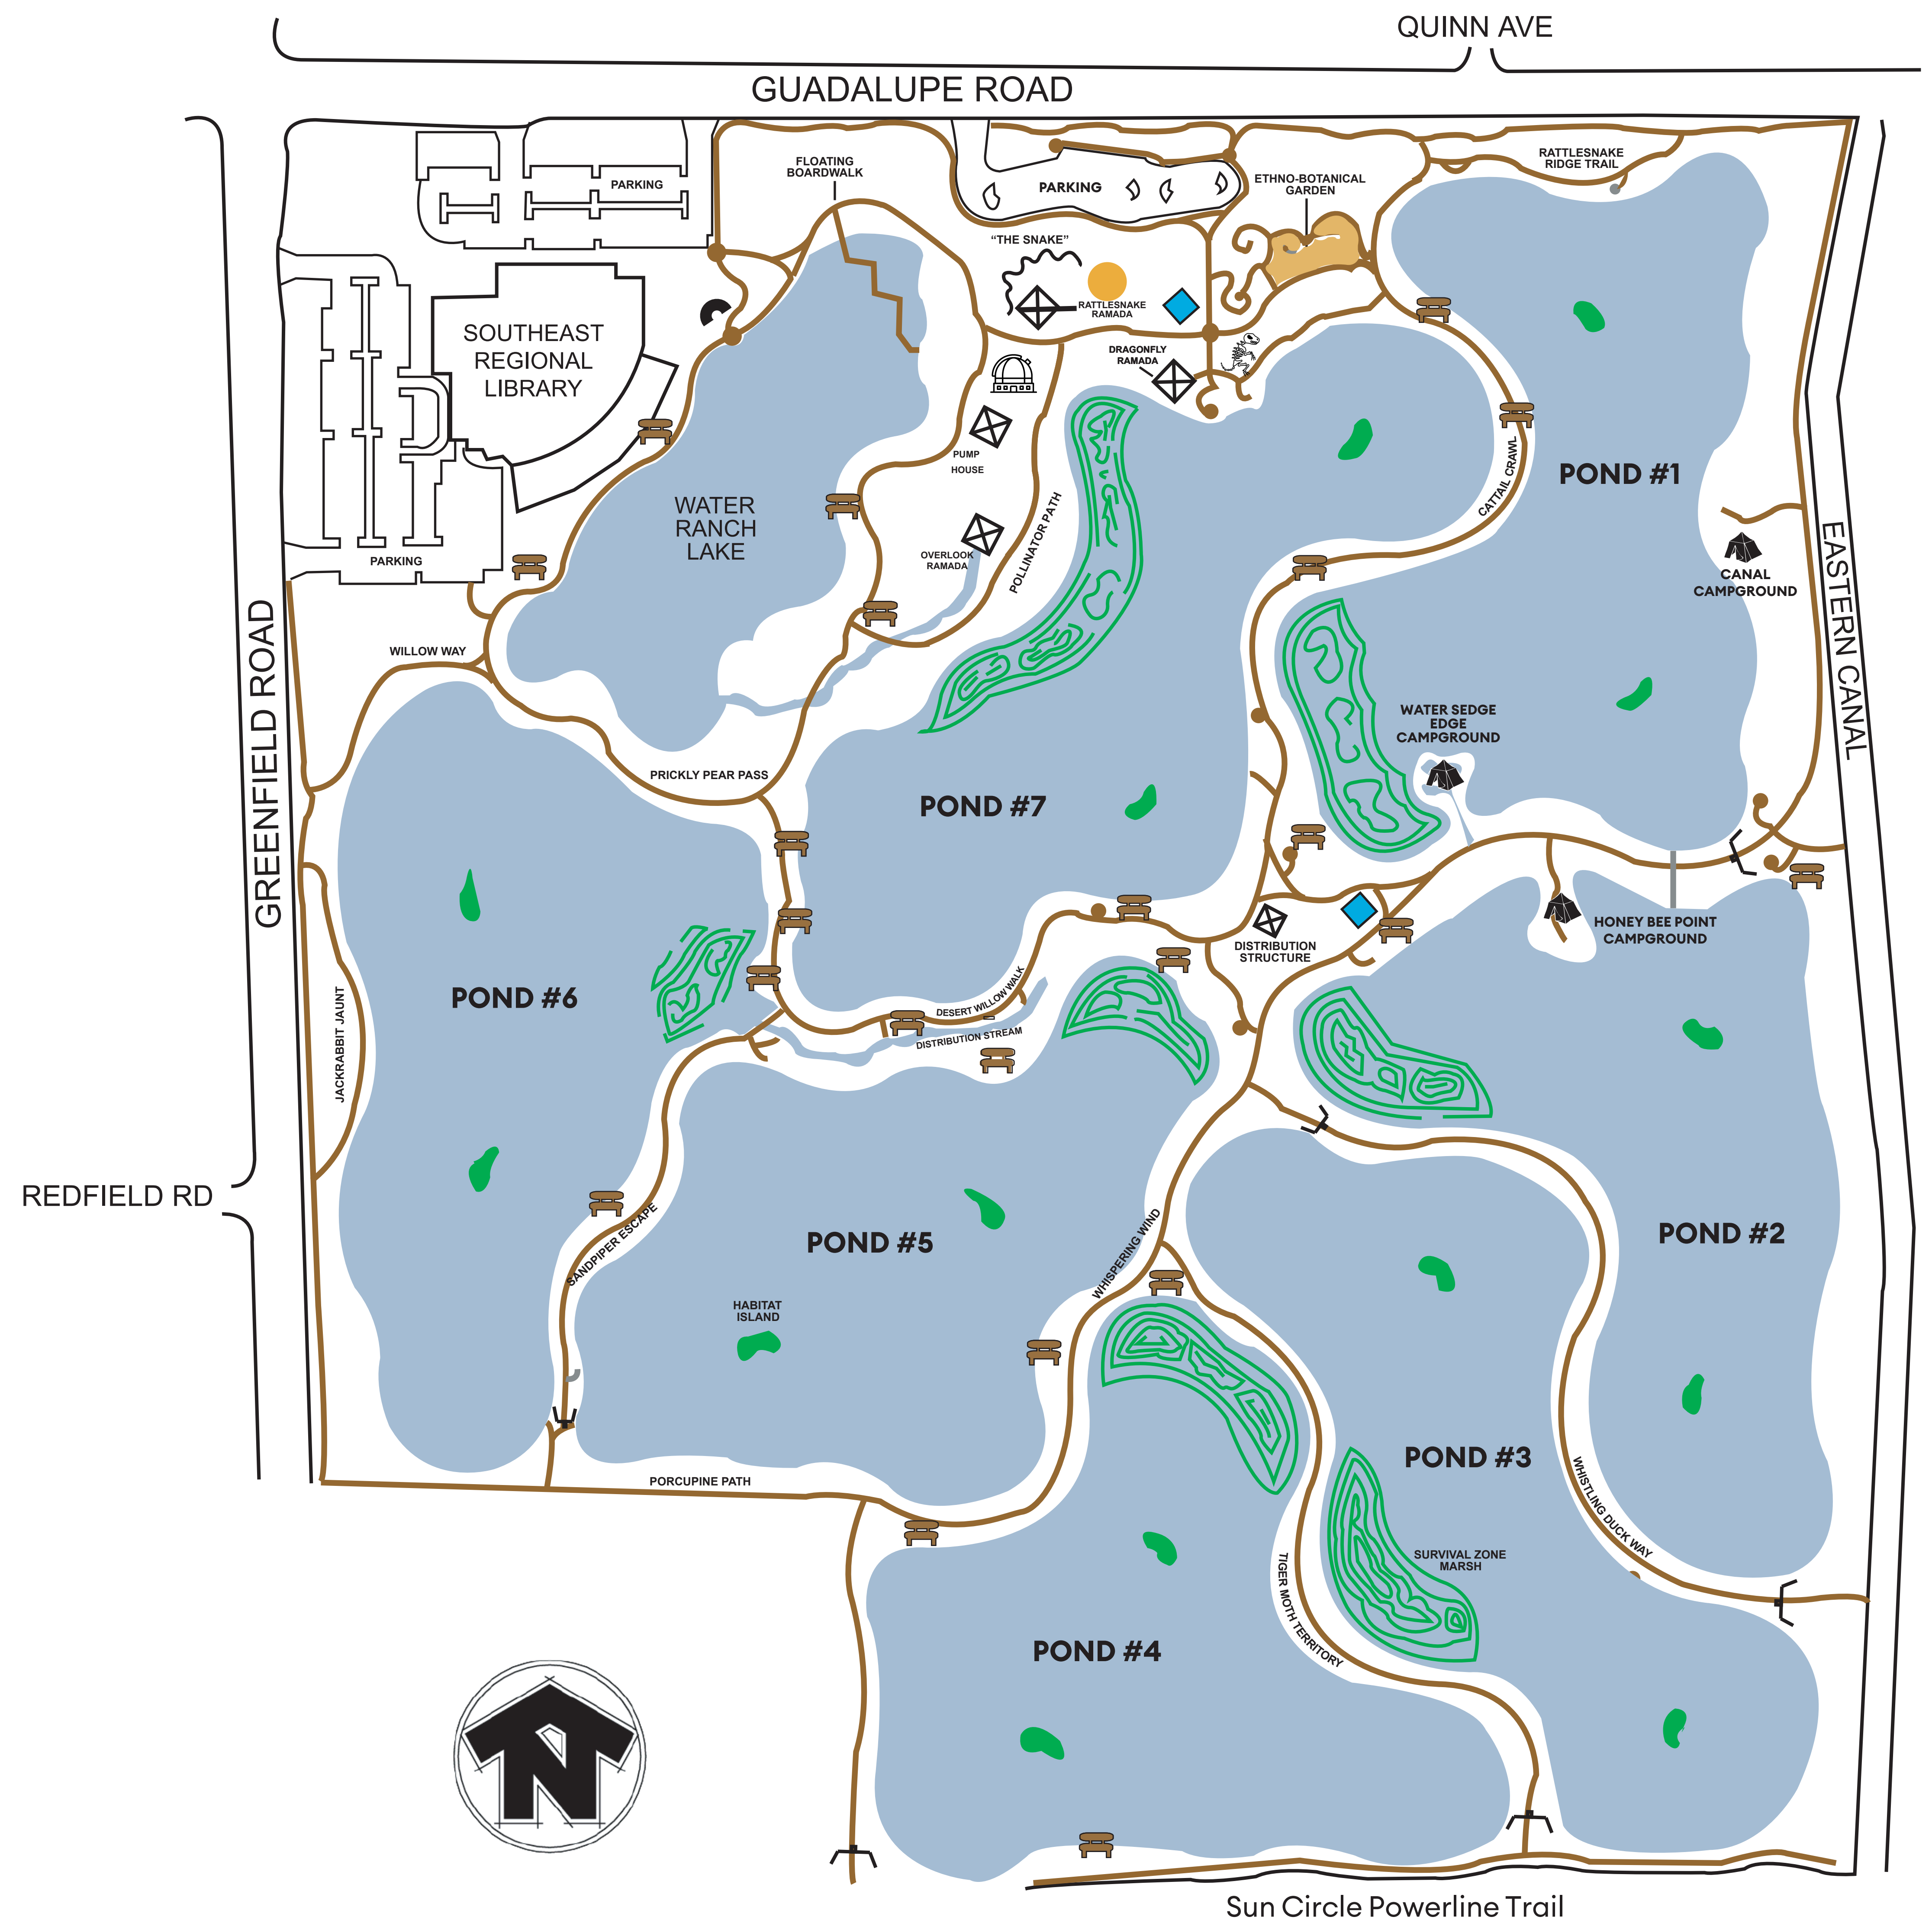 QUINN AVE
GUADALUPE ROAD
RATTLESNAKE
RIDGE TRAIL
FLOATING
BOARDWALK
PARKING
PARKING
ETHNO-BOTANICAL
GARDEN
"THE SNAKE"
RATTLESNAKE
RAMADA
SOUTHEAST
REGIONAL
LIBRARY
DRAGONFLY
RAMADA
PUMP
HOUSE
CATTAIL CRAWL
POND #1
WATER
RANCH
LAKE
POLLINATOR PATH
OVERLOOK
RAMADA
PARKING
CANAL
CAMPGROUND
EASTERN CANAL
GREENFIELD ROAD
WILLOW WAY
WATER SEDGE
EDGE
CAMPGROUND
PRICKLY PEAR PASS
POND #7
HONEY BEE POINT
CAMPGROUND
DISTRIBUTION
STRUCTURE
POND #6
DESERT WILLOW WALK
DISTRIBUTION STREAM
JACKRABBIT JAUNT
REDFIELD RD
SANDPIPER ESCAPE
POND #5
WHISPERING WIND
POND #2
HABITAT
ISLAND
POND #3
PORCUPINE PATH
WHISTLING DUCK WAY
SURVIVAL ZONE
MARSH
TIGER MOTH TERRITORY
POND #4
N
Sun Circle Powerline Trail